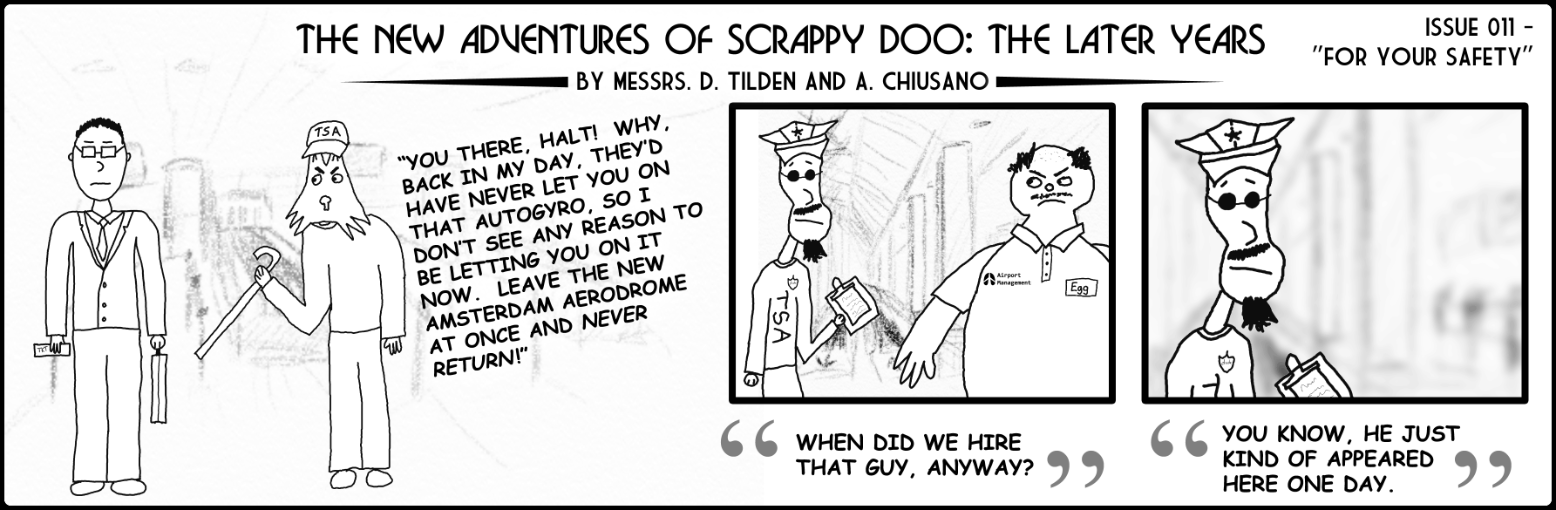 THE NEW ADVENTURES OF SCRAPPY DOO: THE LATER YEARS
BY MESSRS. D. TILDEN AND A. CHIUSANO
ISSUE 011 -
"FOR YOUR SAFETY"
TSA
"YOU THERE, HALT! WHY,
BACK IN MY DAY, THEY'D
HAVE NEVER LET YOU ON
THAT AUTOGYRO, SO I
DON'T SEE ANY REASON TO
BE LETTING YOU ON IT
NOW. LEAVE THE NEW
AMSTERDAM AERODROME
AT ONCE AND NEVER
RETURN!"
TSA
Airport
Management
Egg
“WHEN DID WE HIRE
THAT GUY, ANYWAY?”
“YOU KNOW, HE JUST
KIND OF APPEARED
HERE ONE DAY.”